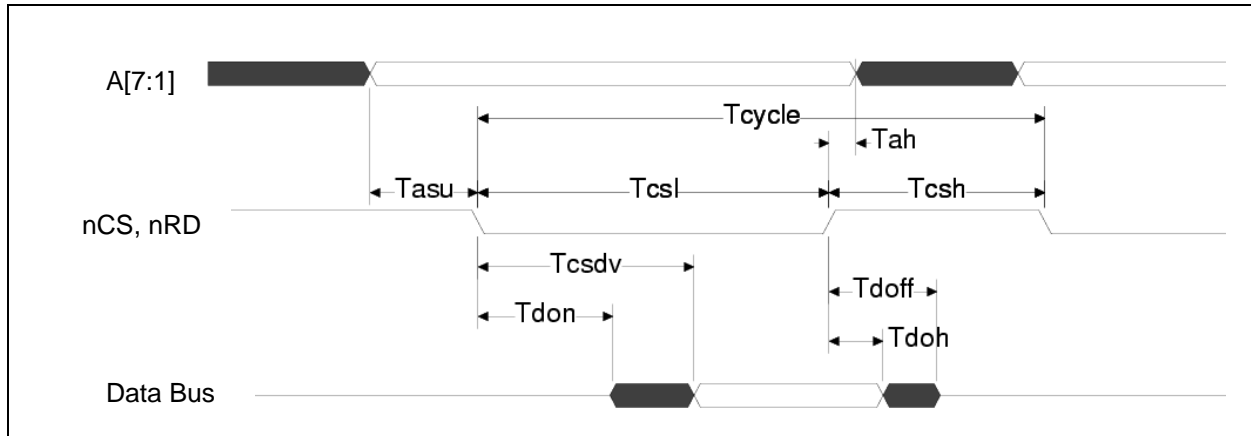 A[7:1]
Tcycle
Tah
Tasu
Tcsl
Tcsh
nCS, nRD
Tcsdv
Tdoff
Tdon
Tdoh
Data Bus